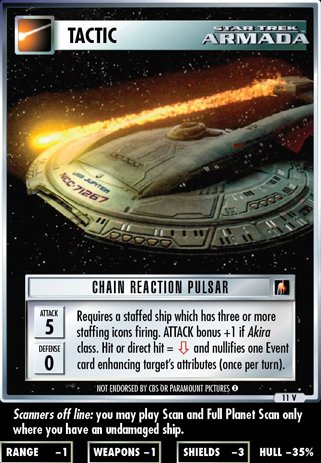 TACTIC
STAR TREK
ARMADA
USS JUPITER
NCC-71267
CHAIN REACTION PULSAR
ATTACK
5
DEFENSE
0
Requires a staffed ship which has three or more
staffing icons firing. ATTACK bonus +1 if Akira
class. Hit or direct hit = and nullifies one Event
card enhancing target's attributes (once per turn).
NOT ENDORSED BY CBS OR PARAMOUNT PICTURES
11 V
Scanners off line: you may play Scan and Full Planet Scan only
where you have an undamaged ship.
RANGE -1 WEAPONS -1 SHIELDS -3 HULL -35%